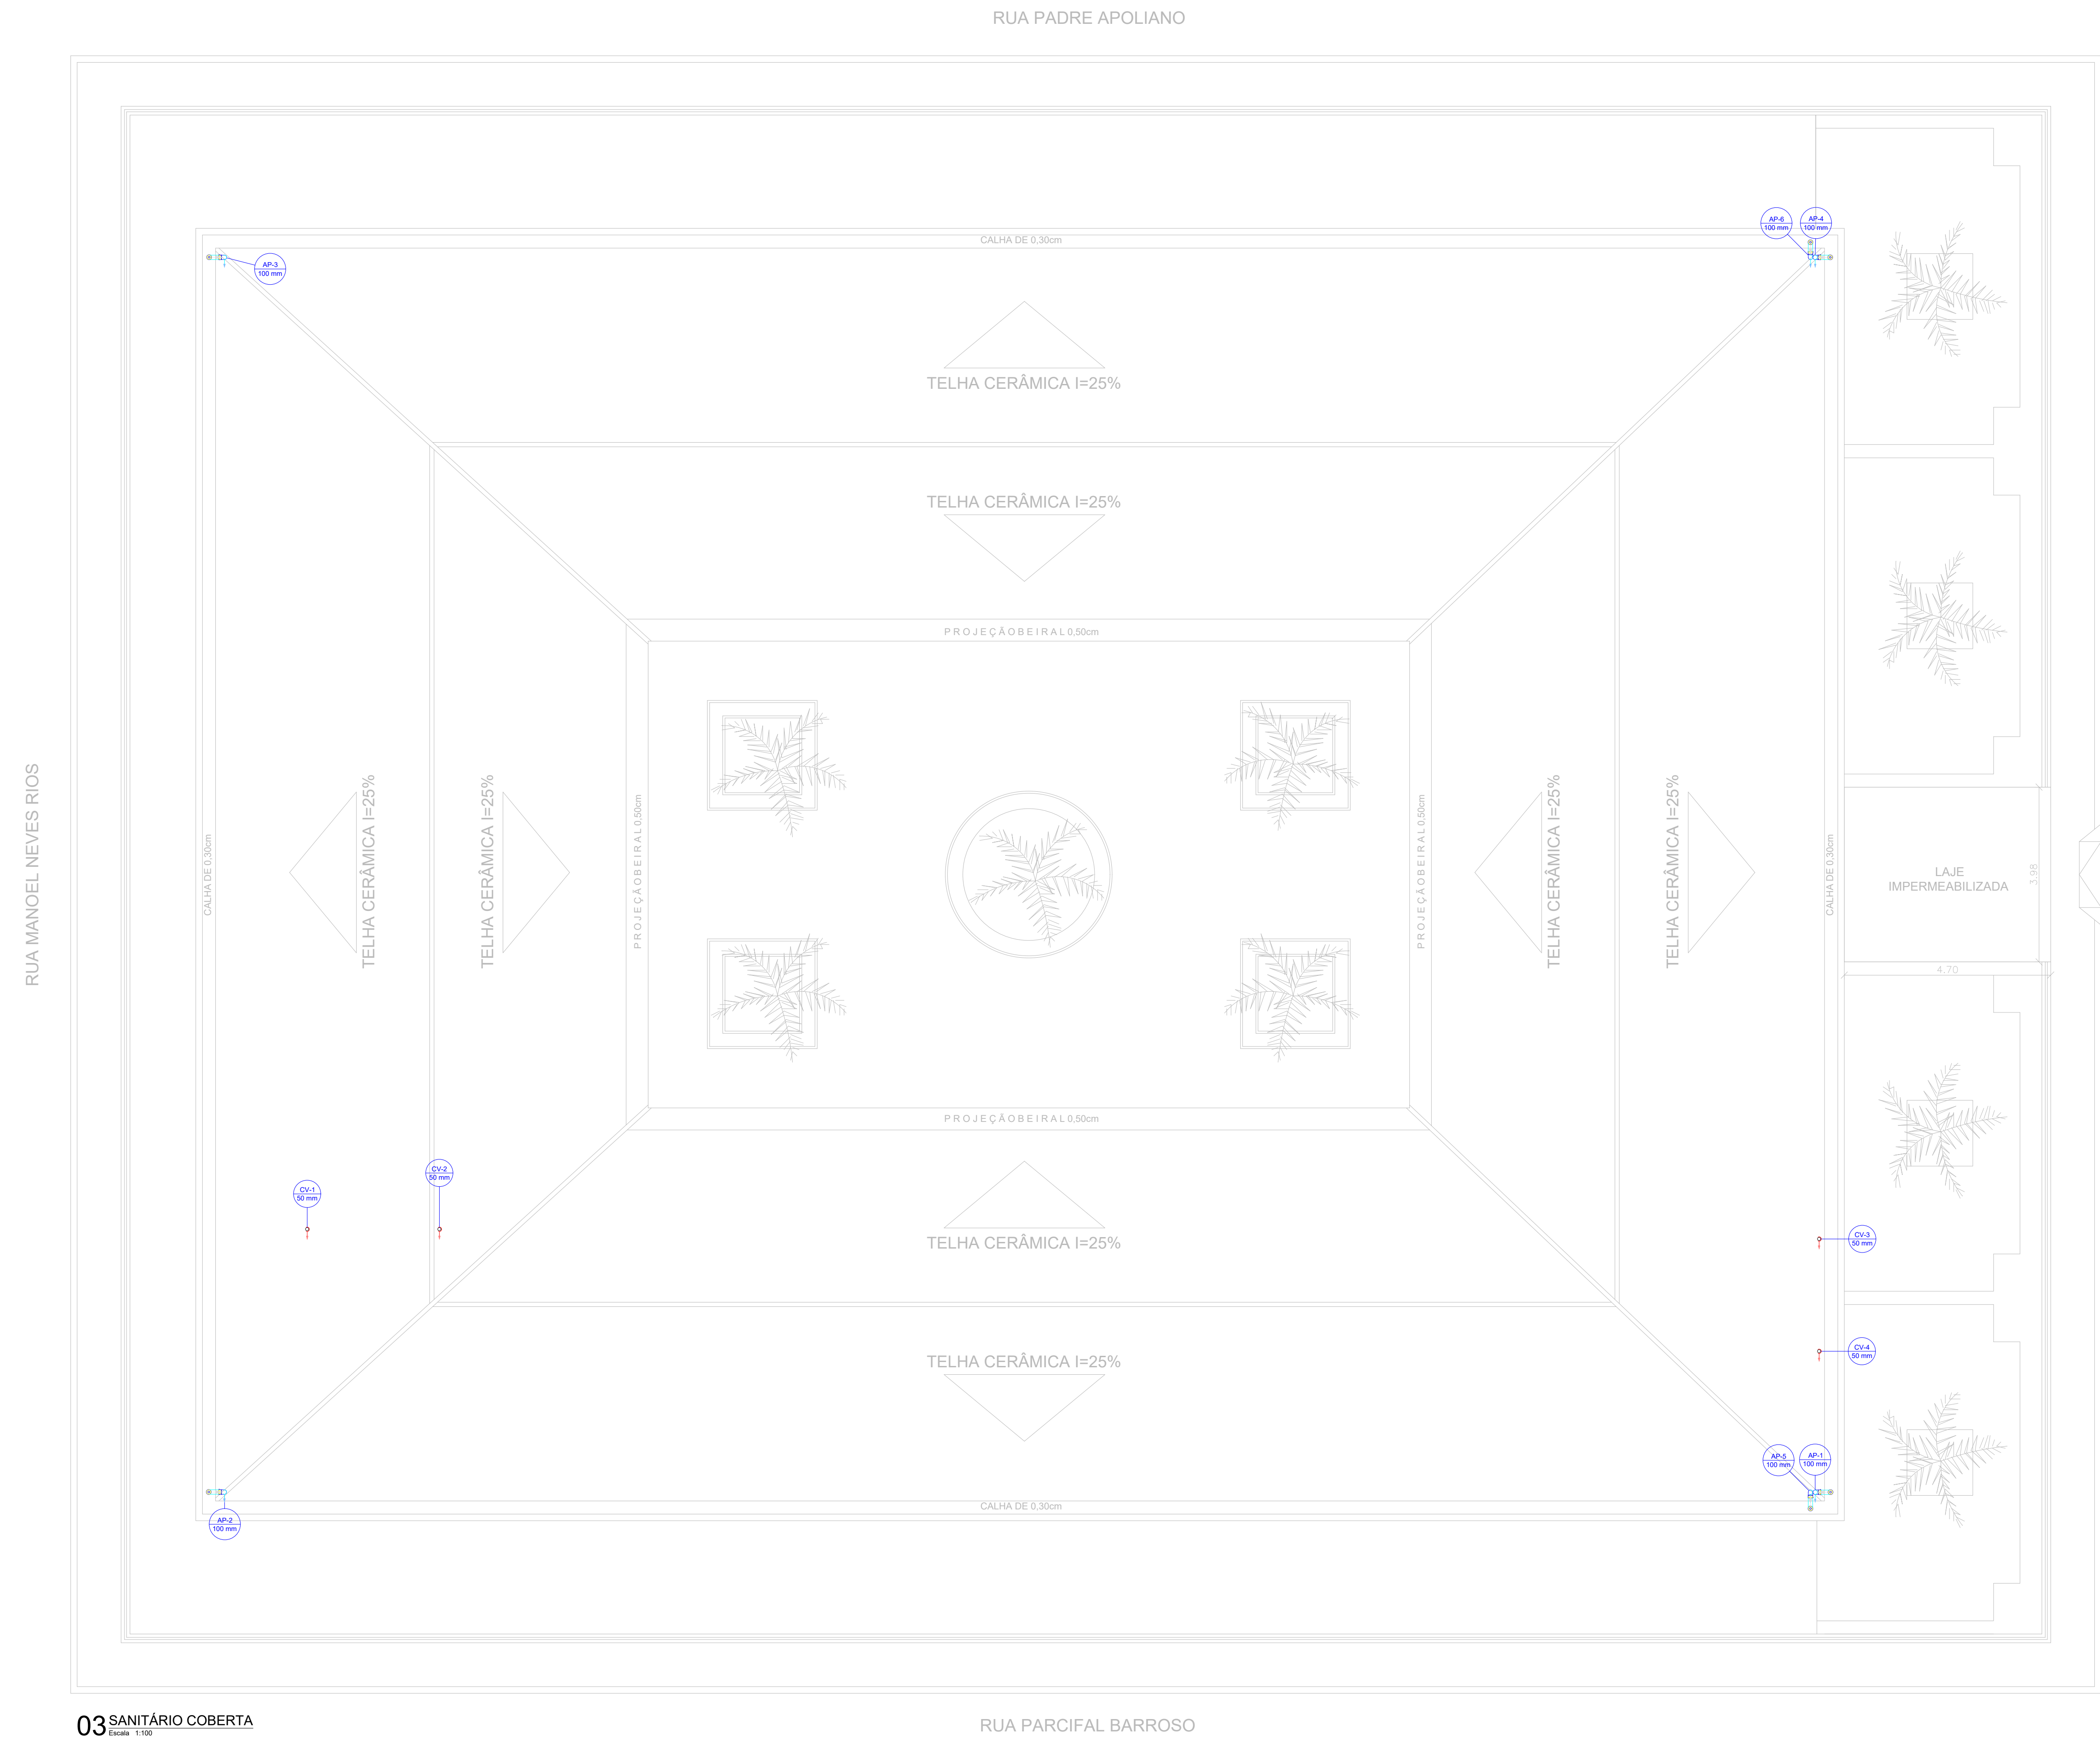 RUA PADRE APOLIANO
AP-6
100 mm
AP-4
100 mm
CALHA DE 0,30cm
AP-3
100 mm
TELHA CERÂMICA I=25%
TELHA CERÂMICA I=25%
PROJEÇÃOBEIRAL 0,50cm
RUA MANOEL NEVES RIOS
CALHA DE 0,30cm
TELHA CERÂMICA I=25%
TELHA CERÂMICA I=25%
PROJEÇÃOBEIRAL 0.50cm
PROJEÇÃOBEIRAL 0.50cm
TELHA CERÂMICA I=25%
TELHA CERÂMICA I=25%
CALHA DE 0,30cm
LAJE
IMPERMEABILIZADA
3.98
4.70
PROJEÇÃOBEIRAL 0,50cm
CV-2
50 mm
CV-1
50 mm
TELHA CERÂMICA I=25%
CV-3
50 mm
CV-4
50 mm
TELHA CERÂMICA I=25%
AP-5
100 mm
AP-1
100 mm
CALHA DE 0,30cm
AP-2
100 mm
03 SANITÁRIO COBERTA
Escala 1:100
RUA PARCIFAL BARROSO